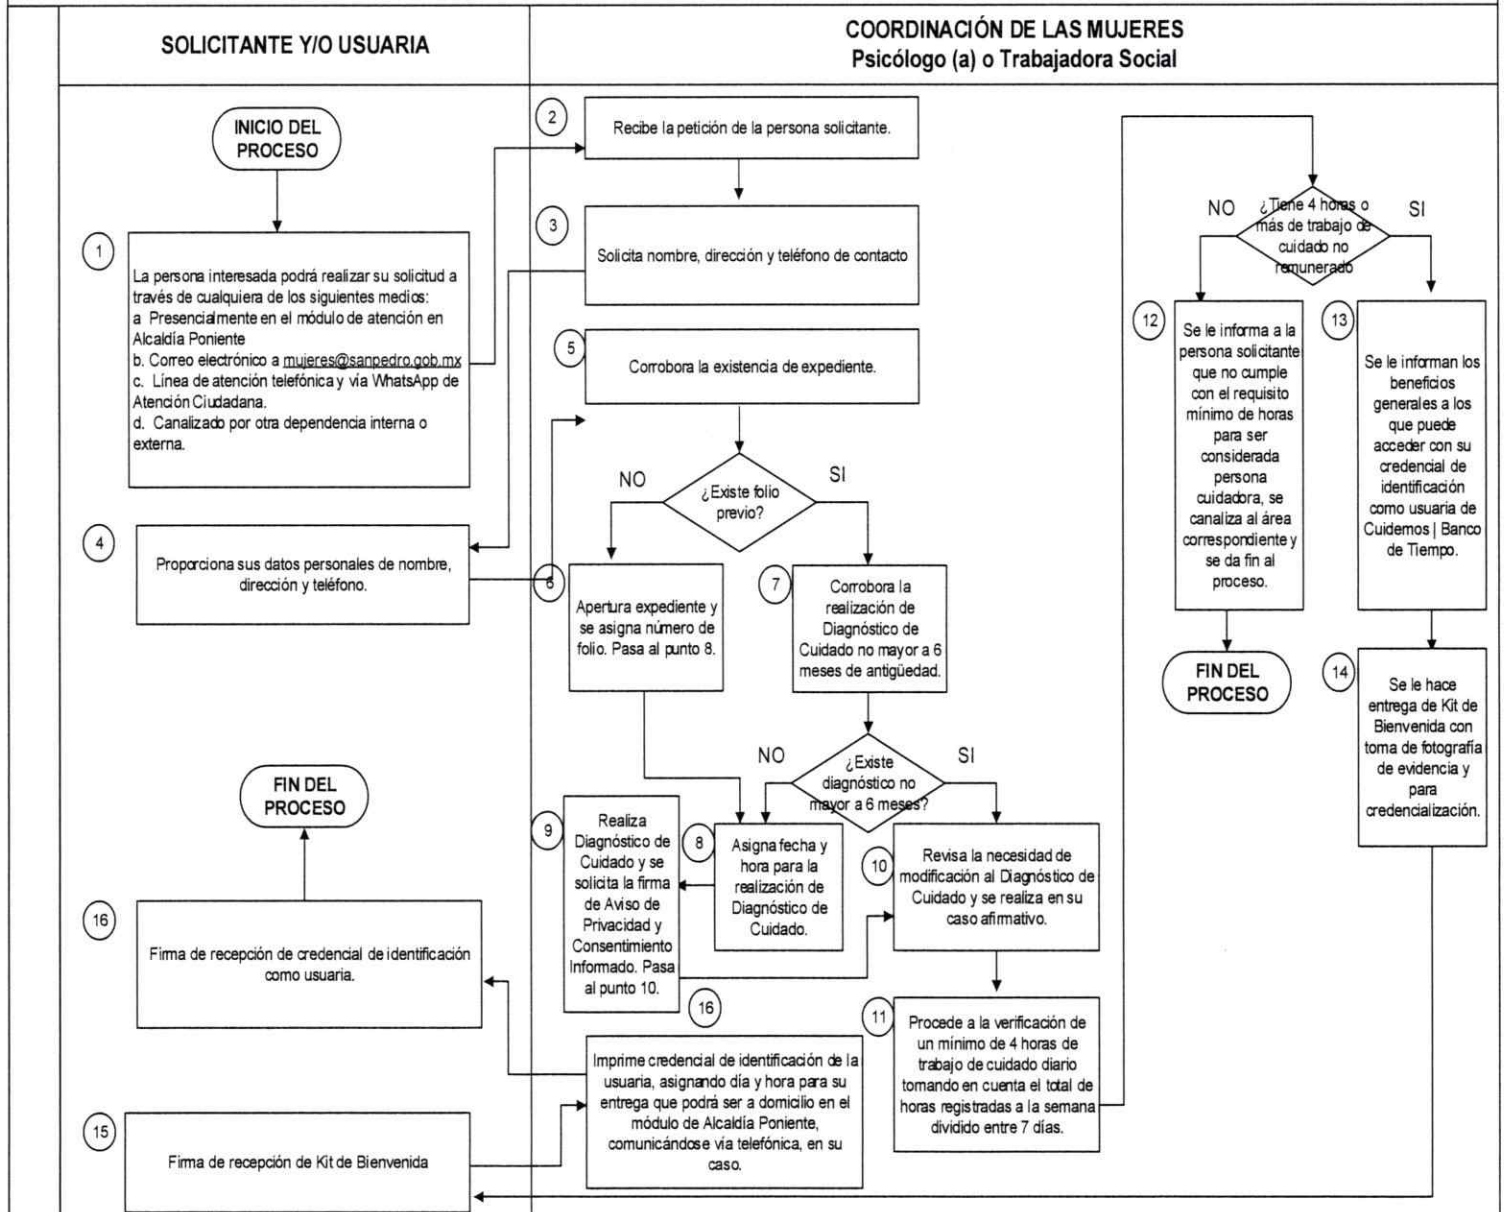 SOLICITANTE Y/O USUARIA
COORDINACIÓN DE LAS MUJERES
Psicólogo (a) o Trabajadora Social
INICIO DEL
PROCESO
1
La persona interesada podrá realizar su solicitud a
través de cualquiera de los siguientes medios:
a Presencialmente en el módulo de atención en
Alcaldía Poniente
b. Correo electrónico a mujeres@sanpedro.gob.mx
c. Línea de atención telefónica y vía WhatsApp de
Atención Ciudadana.
d. Canalizado por otra dependencia interna o
externa.
2
Recibe la petición de la persona solicitante.
3
Solicita nombre, dirección y teléfono de contacto
4
Proporciona sus datos personales de nombre,
dirección y teléfono.
5
Corrobora la existencia de expediente.
NO
¿Existe folio
previo?
SI
6
Apertura expediente y
se asigna número de
folio. Pasa al punto 8.
7
Corrobora la
realización de
Diagnóstico de
Cuidado no mayor a 6
meses de antigüedad.
NO
¿Existe
diagnóstico no
mayor a 6 meses?
SI
8
Asigna fecha y
hora para la
realización de
Diagnóstico de
Cuidado.
9
Realiza
Diagnóstico de
Cuidado y se
solicita la firma
de Aviso de
Privacidad y
Consentimiento
Informado. Pasa
al punto 10.
10
Revisa la necesidad de
modificación al Diagnóstico de
Cuidado y se realiza en su
caso afirmativo.
11
Procede a la verificación de
un mínimo de 4 horas de
trabajo de cuidado diario
tomando en cuenta el total de
horas registradas a la semana
dividido entre 7 días.
NO
¿Tiene 4 horas o
más de trabajo de
cuidado no
remunerado
SI
12
Se le informa a la
persona solicitante
que no cumple
con el requisito
mínimo de horas
para ser
considerada
persona
cuidadora, se
canaliza al área
correspondiente y
se da fin al
proceso.
FIN DEL
PROCESO
13
Se le informan los
beneficios
generales a los
que puede
acceder con su
credencial de
identificación
como usuaria de
Cuidemos | Banco
de Tiempo.
14
Se le hace
entrega de Kit de
Bienvenida con
toma de fotografía
de evidencia y
para
credencialización.
15
Firma de recepción de Kit de Bienvenida
16
Imprime credencial de identificación de la
usuaria, asignando día y hora para su
entrega que podrá ser a domicilio en el
módulo de Alcaldía Poniente,
comunicándose vía telefónica, en su
caso.
16
Firma de recepción de credencial de identificación
como usuaria.
FIN DEL
PROCESO